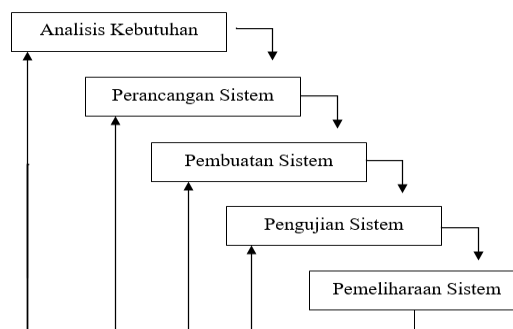 Analisis Kebutuhan
Perancangan Sistem
Pembuatan Sistem
Pengujian Sistem
Pemeliharaan Sistem